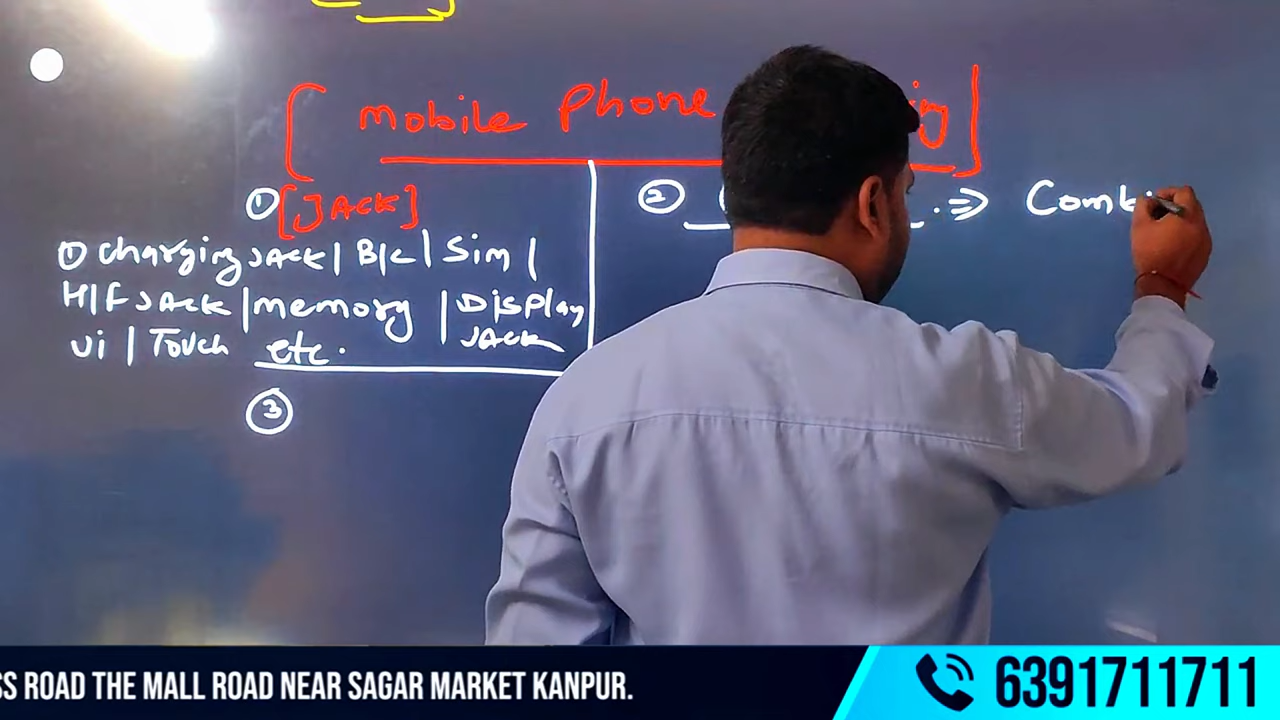 [ mobile Phone ]
① [JACK]
① charging JACK | B/C | Sim |
H/F JACK | memory | Display JACK
Ui | Touch etc.
② ⇒ Comb
③
SS ROAD THE MALL ROAD NEAR SAGAR MARKET KANPUR.
6391711711